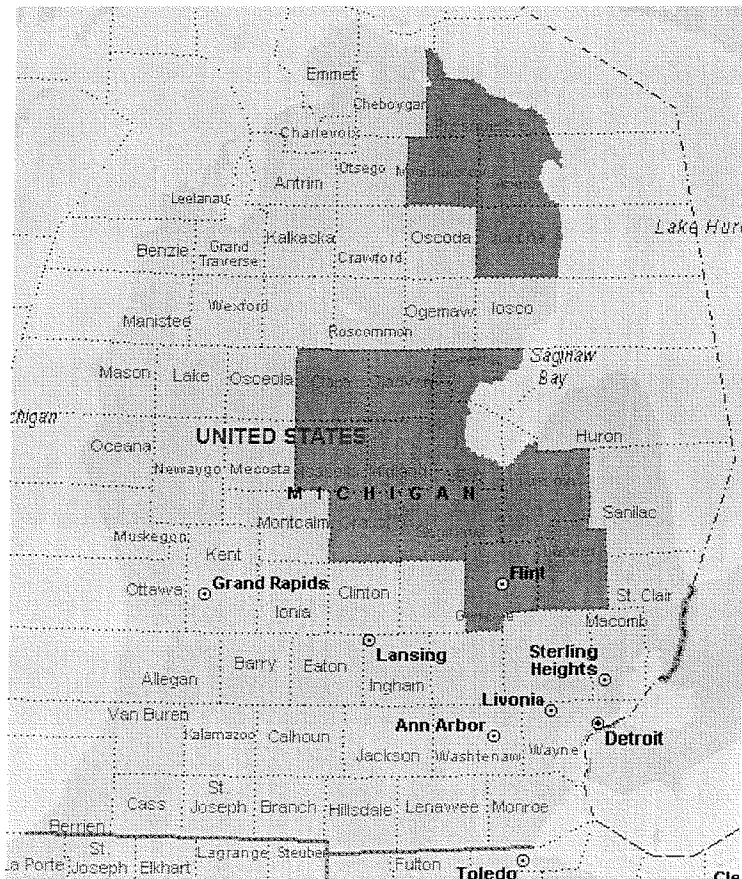 Emmet
Cheboygan
Charlevoix
Otsego
Antrim
Leelanau
Kalkaska
Oscoda
Lake Huro
Benzie
Grand
Traverse
Crawford
Wexford
Ogemaw
Iosco
Manistee
Roscommon
Saginaw
Bay
Mason
Lake
Osceola
chigan
Oceana
UNITED STATES
Huron
Newaygo
Mecosta
MICHIGAN
Sanilac
Montcalm
Muskegon
Kent
Flint
Ottawa
Grand Rapids
Clinton
St. Clair
Ionia
Macomb
Lansing
Sterling
Heights
Barry
Eaton
Allegan
Ingham
Livonia
Van Buren
Ann Arbor
Detroit
Kalamazoo
Calhoun
Jackson
Washtenaw
Wayne
St.
Cass
Joseph
Branch
Hillsdale
Lenawee
Monroe
Berrien
St.
La Porte
Joseph
Elkhart
Lagrange
Steuben
Fulton
Toledo
Cle